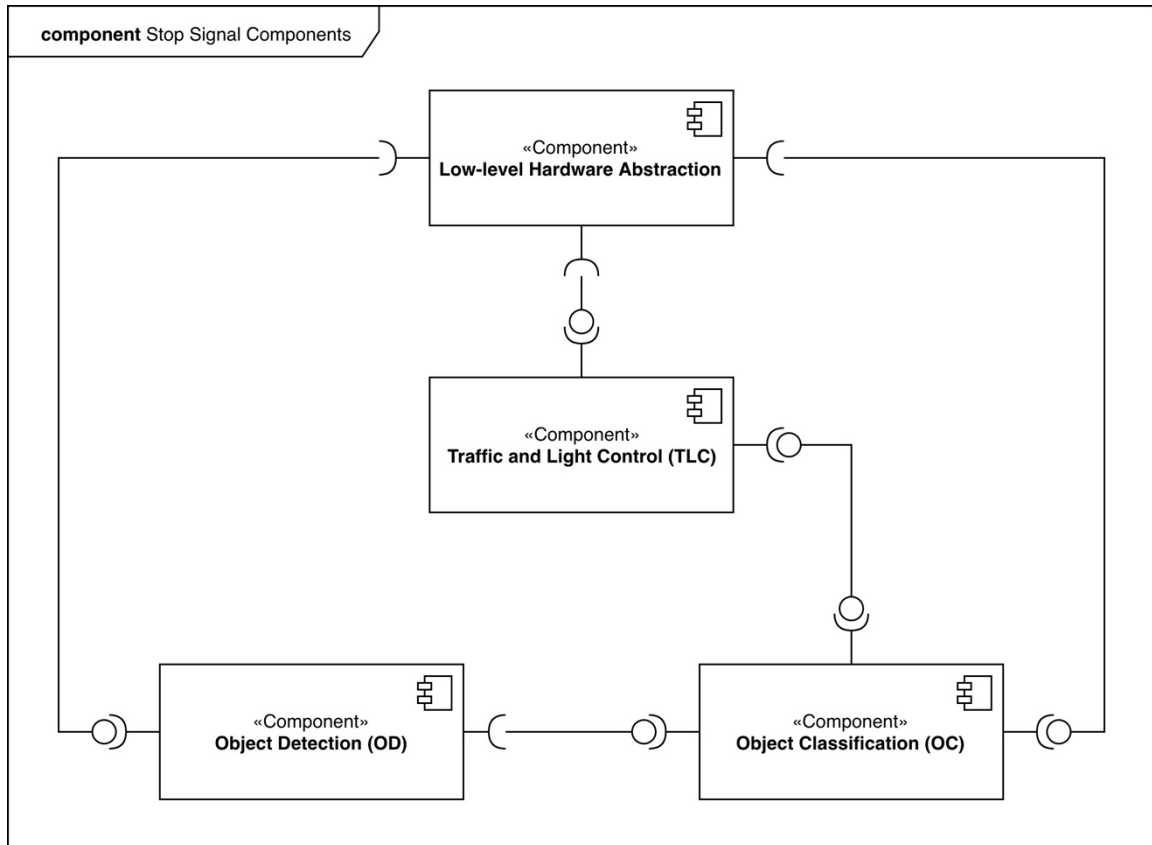 component Stop Signal Components
«Component»
Low-level Hardware Abstraction
«Component»
Traffic and Light Control (TLC)
«Component»
Object Detection (OD)
«Component»
Object Classification (OC)